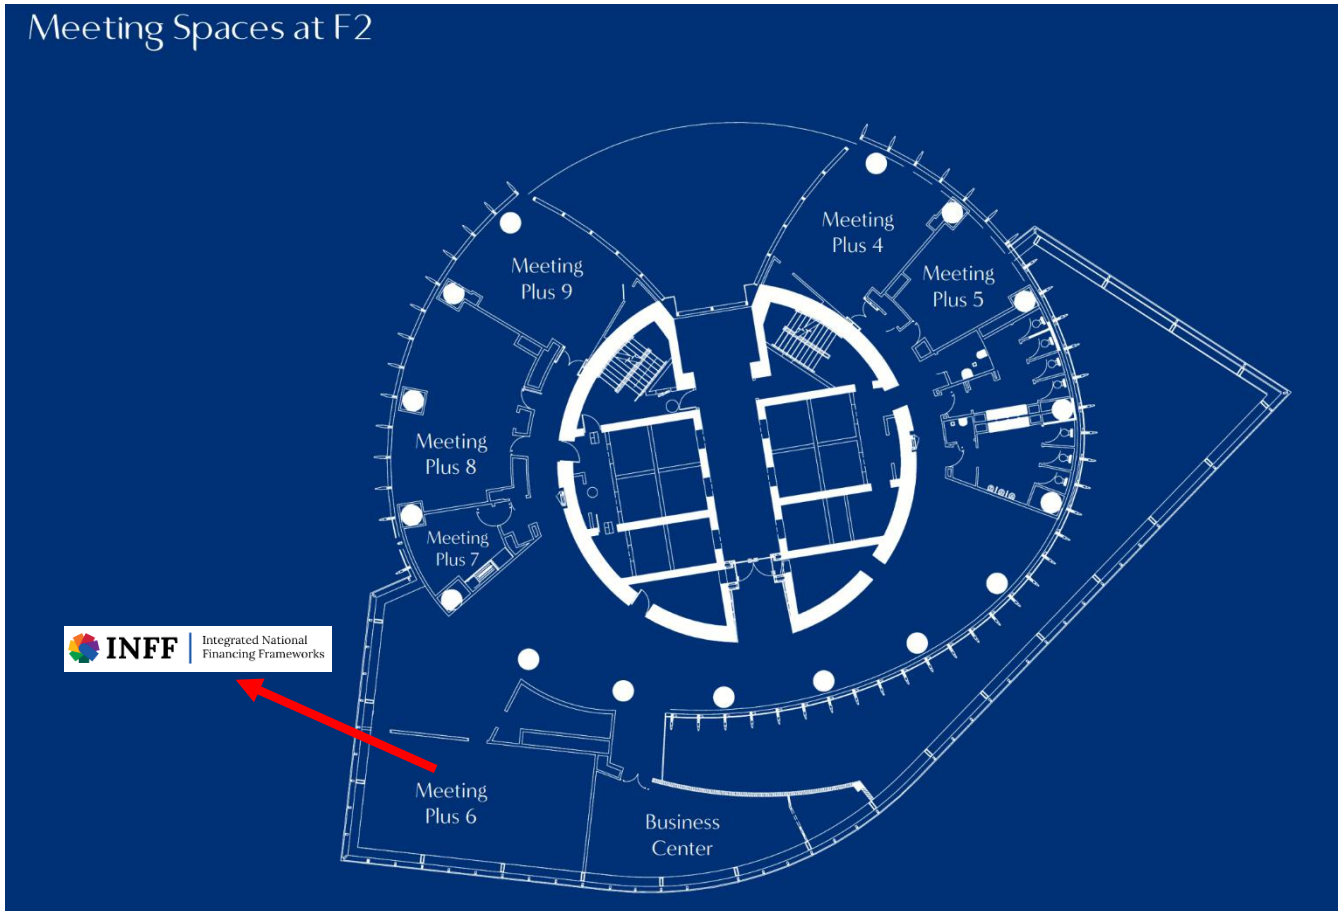 Meeting Spaces at F2
Meeting
Plus 4
Meeting
Plus 9
Meeting
Plus 5
Meeting
Plus 8
Meeting
Plus 7
INFF
Integrated National
Financing Frameworks
Meeting
Plus 6
Business
Center